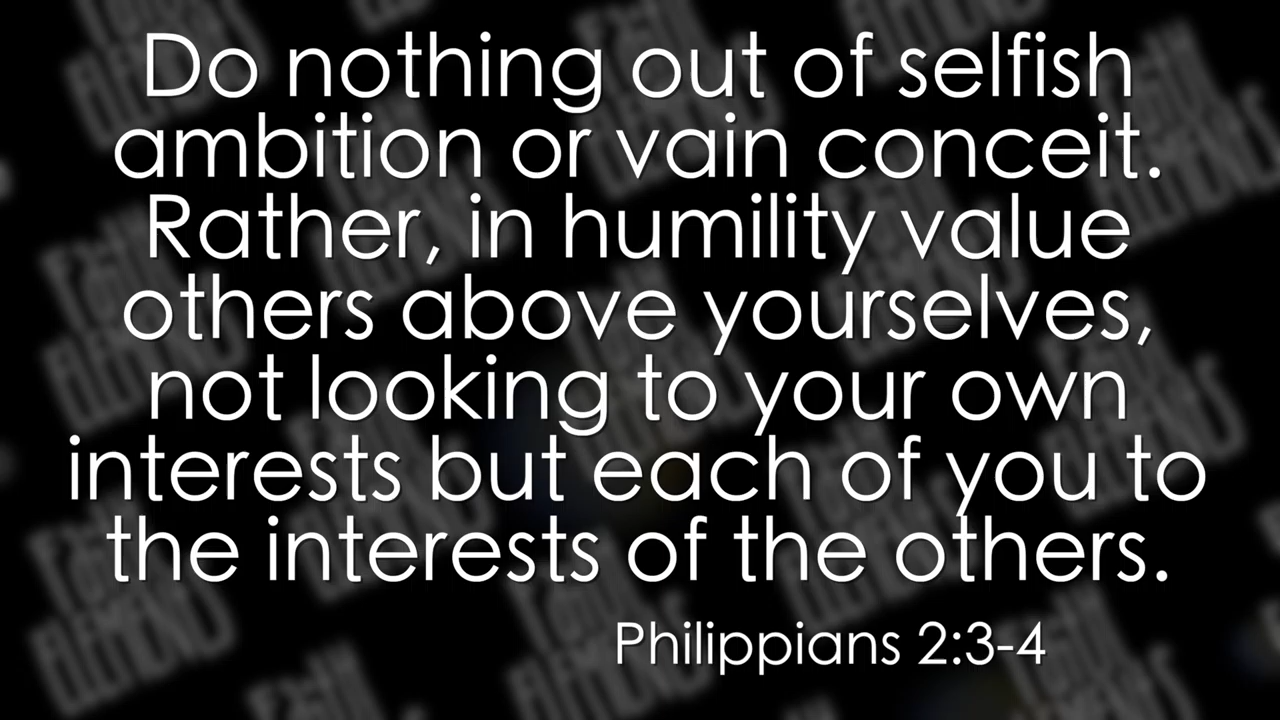 Do nothing out of selfish
ambition or vain conceit.
Rather, in humility value
others above yourselves,
not looking to your own
interests but each of you to
the interests of the others.
Philippians 2:3-4